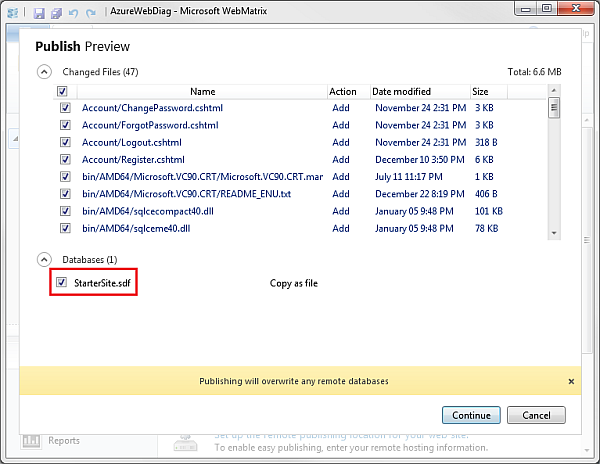 AzureWebDiag - Microsoft WebMatrix
Publish Preview
Changed Files (47) Total: 6.6 MB
Name Action Date modified Size
Account/ChangePassword.cshtml Add November 24 2:31 PM 3 KB
Account/ForgotPassword.cshtml Add November 24 2:31 PM 3 KB
Account/Logout.cshtml Add November 24 2:31 PM 318 B
Account/Register.cshtml Add December 10 3:50 PM 6 KB
bin/AMD64/Microsoft.VC90.CRT/Microsoft.VC90.CRT.mar Add July 11 11:17 PM 1 KB
bin/AMD64/Microsoft.VC90.CRT/README_ENU.txt Add December 22 8:19 PM 406 B
bin/AMD64/sqlcecompact40.dll Add January 05 9:48 PM 101 KB
bin/AMD64/sqlceme40.dll Add January 05 9:48 PM 78 KB
Databases (1)
StarterSite.sdf Copy as file
Publishing will overwrite any remote databases
Continue Cancel
Reports
Set up the remote publishing location for your web site.
To enable easy publishing, enter your remote hosting information.